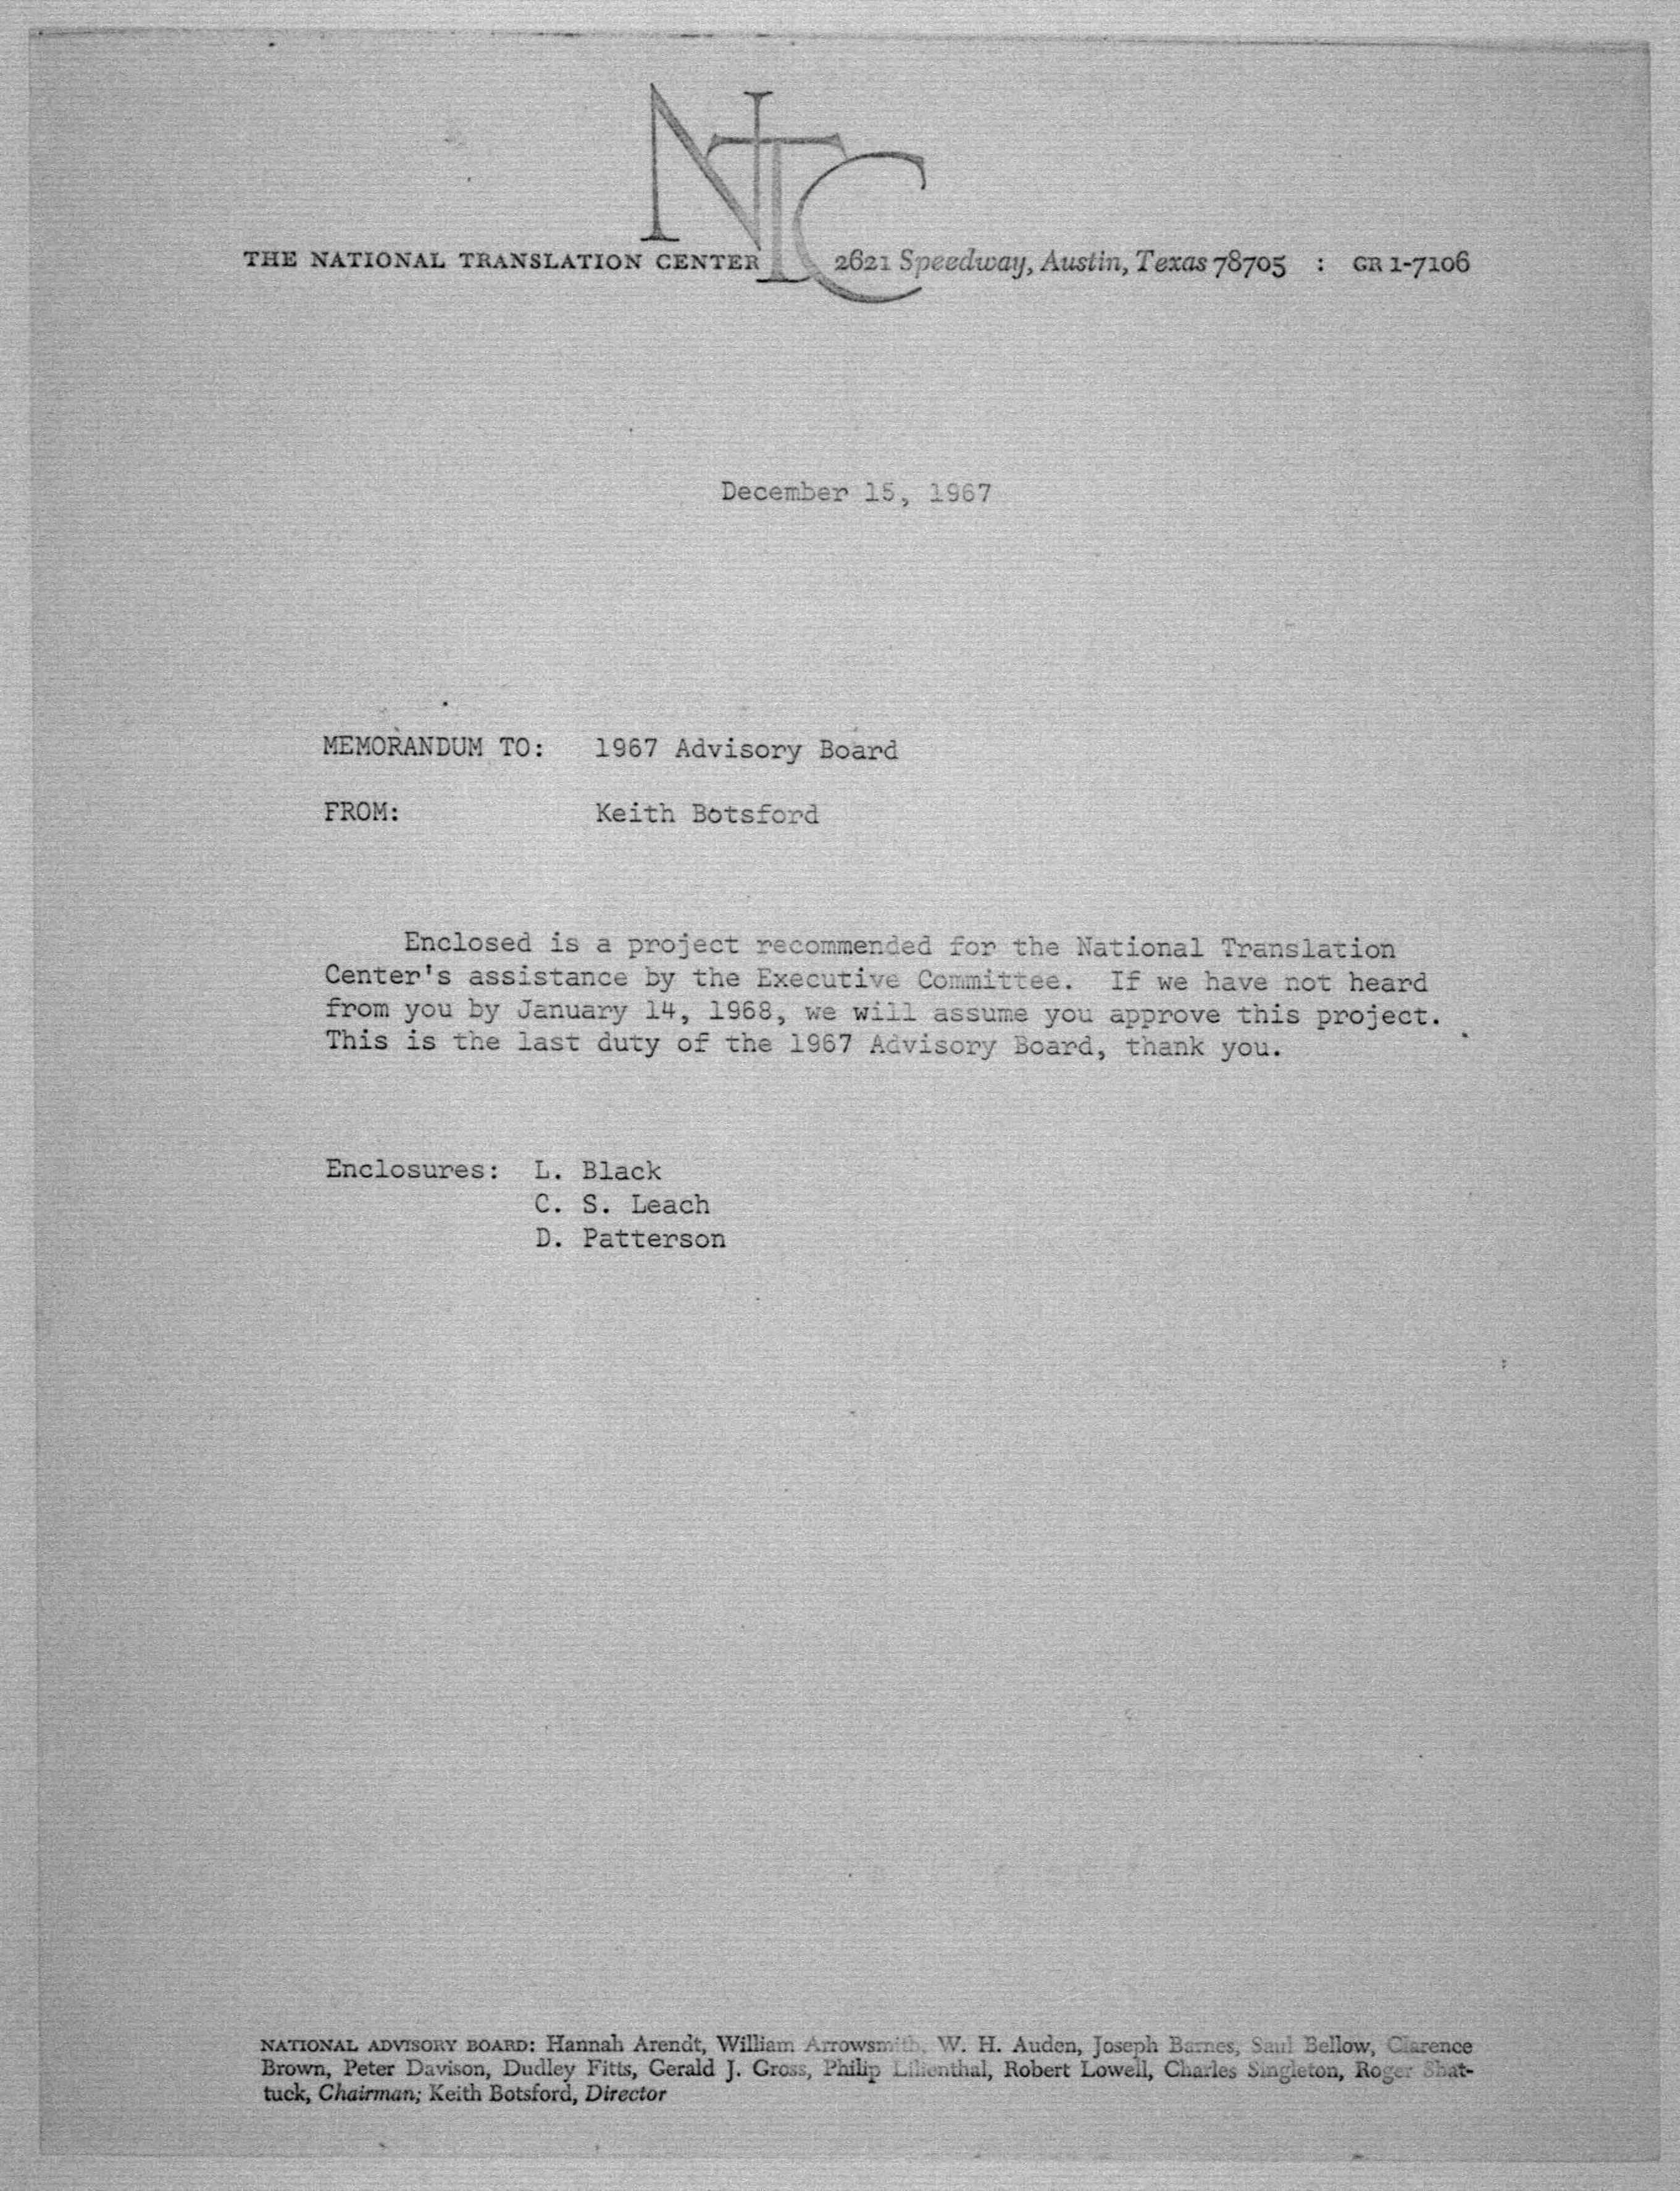 NTC
THE NATIONAL TRANSLATION CENTER 2621 Speedway, Austin, Texas 78705 : GR 1-7106
December 15, 1967
MEMORANDUM TO: 1967 Advisory Board
FROM: Keith Botsford
Enclosed is a project recommended for the National Translation
Center's assistance by the Executive Committee. If we have not heard
from you by January 14, 1968, we will assume you approve this project.
This is the last duty of the 1967 Advisory Board, thank you.
Enclosures: L. Black
C. S. Leach
D. Patterson
NATIONAL ADVISORY BOARD: Hannah Arendt, William Arrowsmith, W. H. Auden, Joseph Barnes, Saul Bellow, Clarence
Brown, Peter Davison, Dudley Fitts, Gerald J. Gross, Philip Lilienthal, Robert Lowell, Charles Singleton, Roger Shat-
tuck, Chairman; Keith Botsford, Director